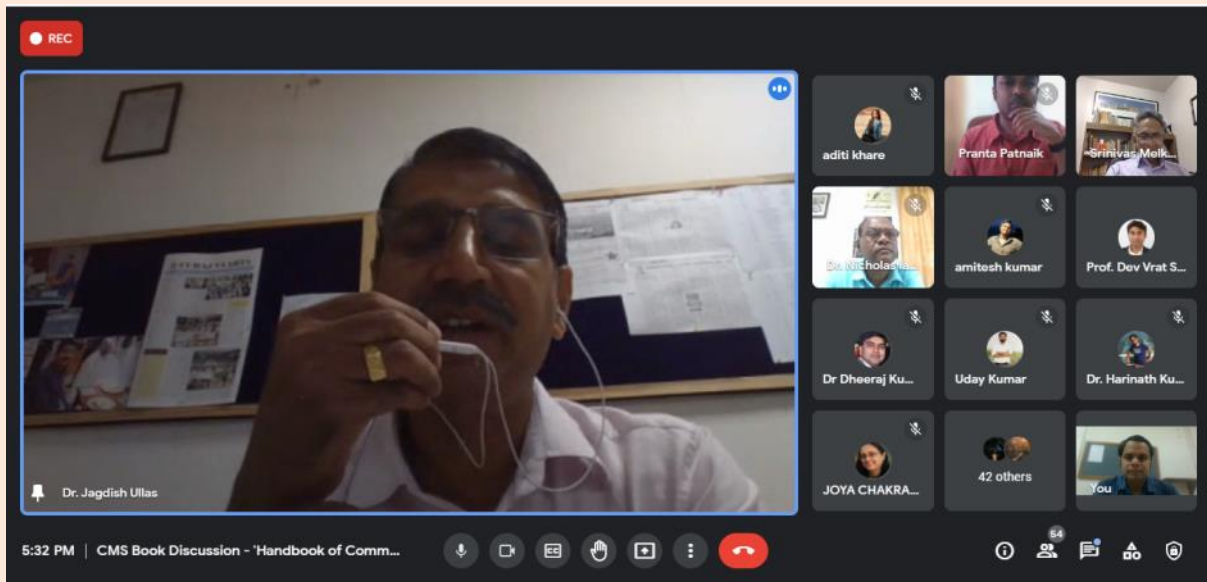 REC
aditi khare
Pranta Patnaik
Srinivas Melk...
Dr. Nicholas la...
amitesh kumar
Prof. Dev Vrat S...
Dr Dheeraj Ku...
Uday Kumar
Dr. Harinath Ku...
JOYA CHAKRA...
42 others
You
Dr. Jagdish Ullas
5:32 PM | CMS Book Discussion - 'Handbook of Comm...
CC
54